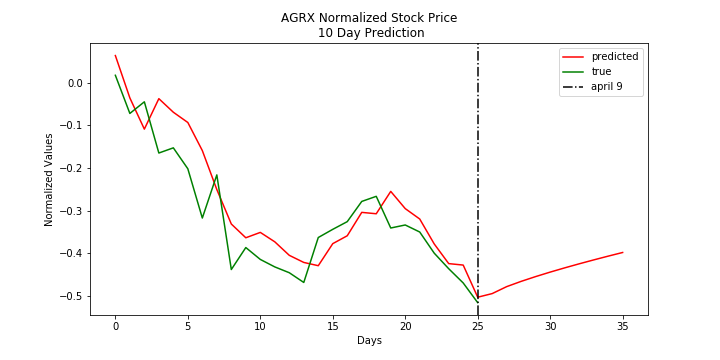 AGRX Normalized Stock Price
10 Day Prediction
predicted
true
april 9
Normalized Values
0.0
−0.1
−0.2
−0.3
−0.4
−0.5
0 5 10 15 20 25 30 35
Days